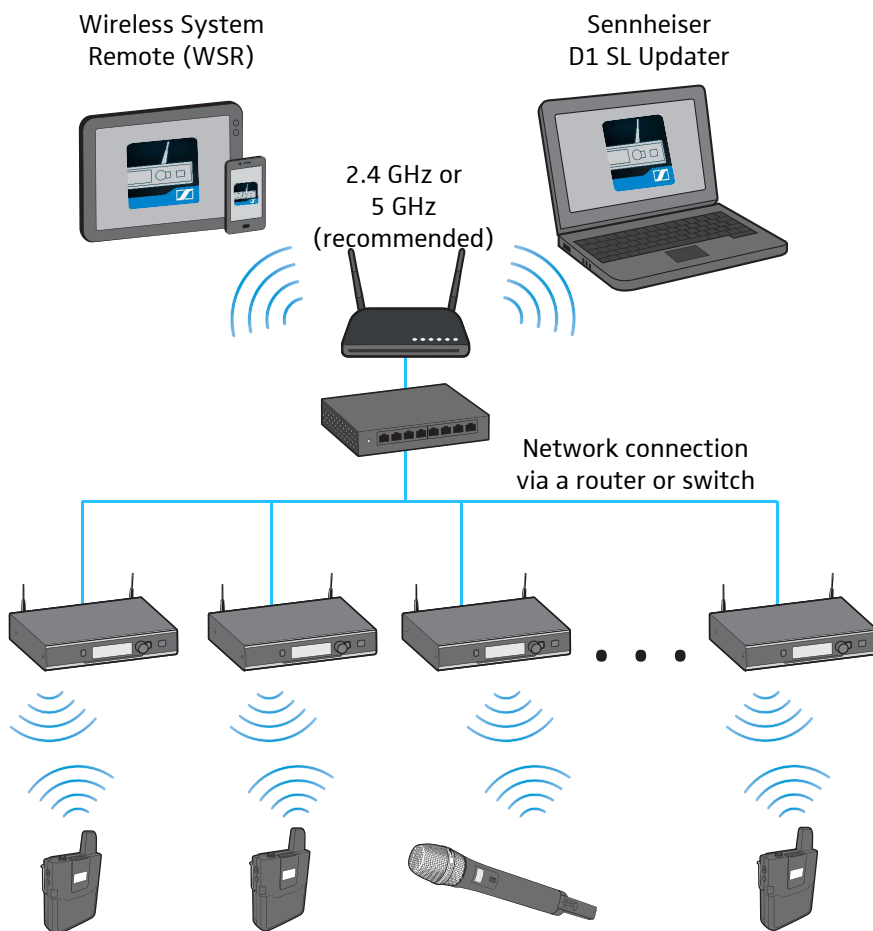 Wireless System
Remote (WSR)
Sennheiser
D1 SL Updater
2.4 GHz or
5 GHz
(recommended)
Network connection
via a router or switch